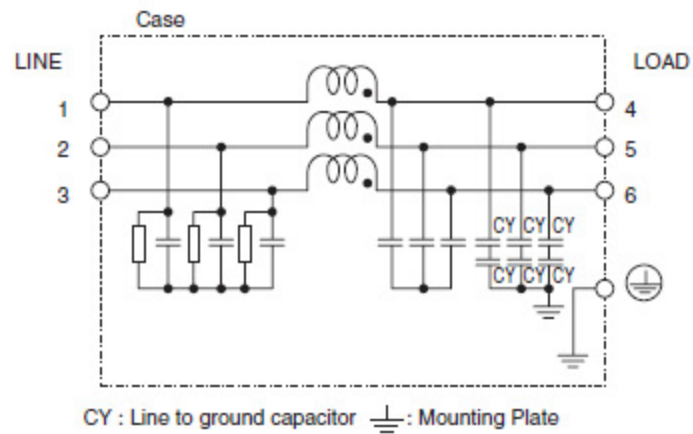 Case
LINE
LOAD
1
4
2
5
3
6
CY CY CY
CY CY CY
CY : Line to ground capacitor : Mounting Plate